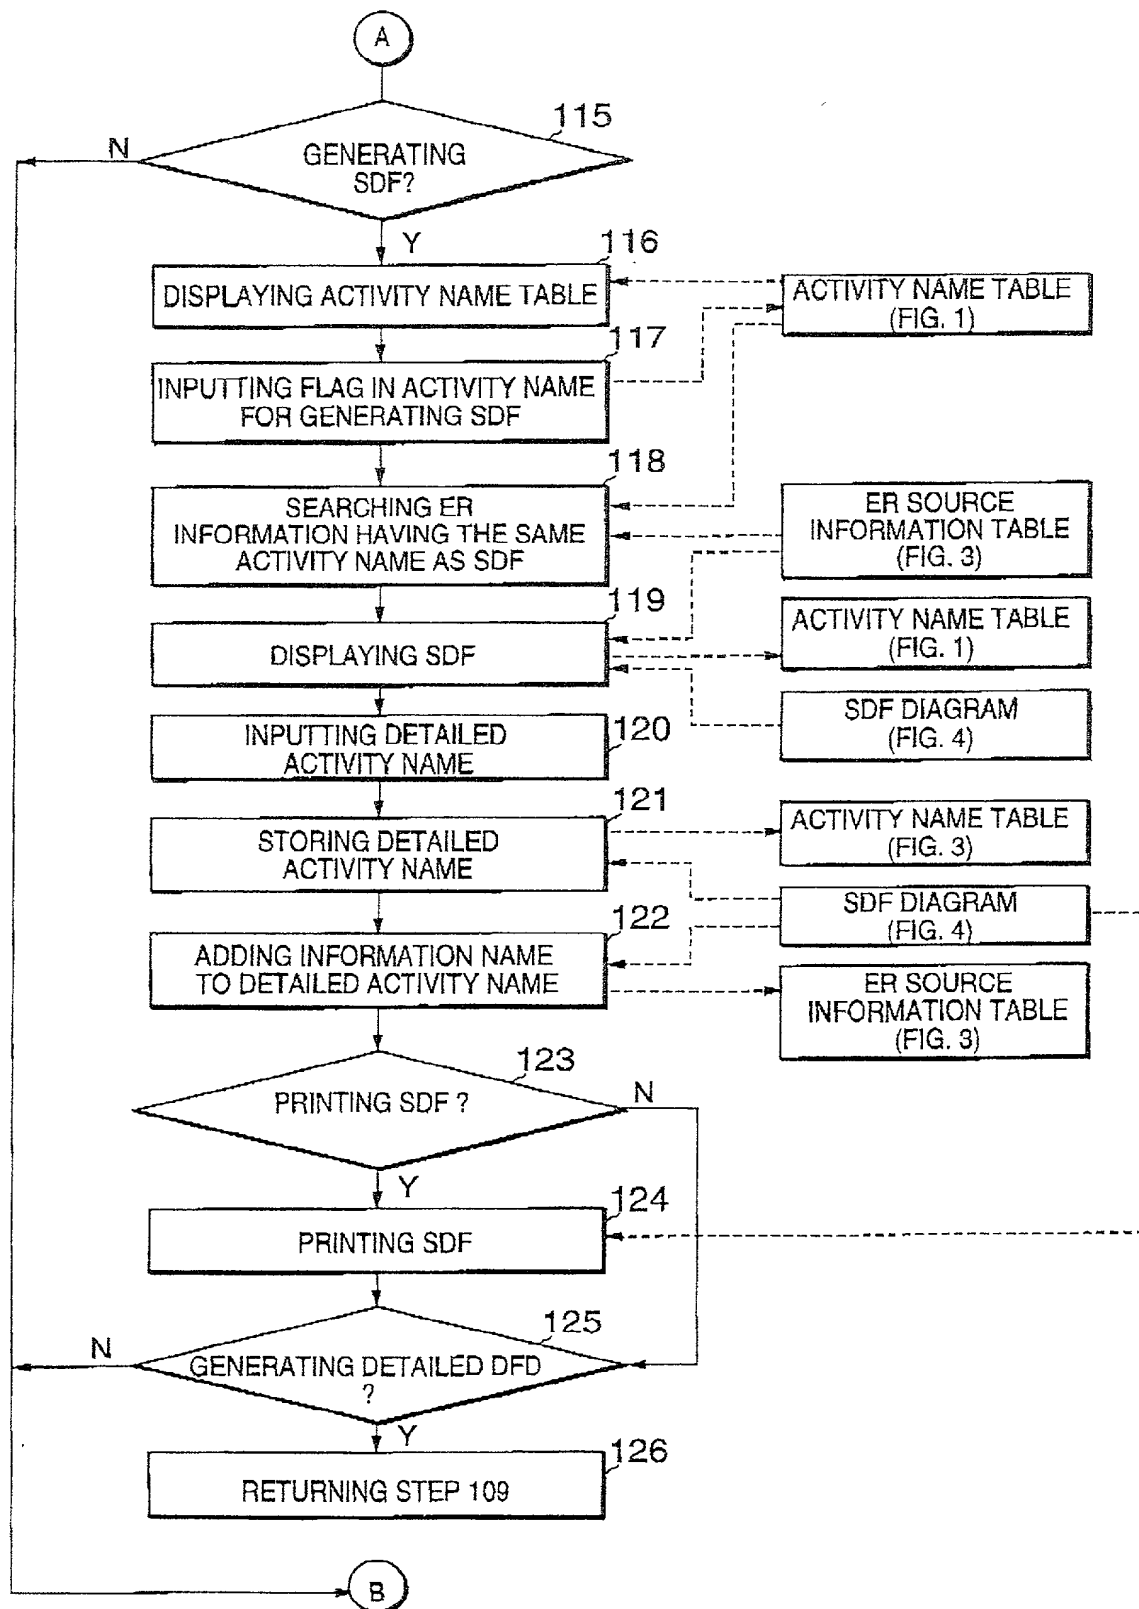 A
115
N
GENERATING
SDF?
Y
116
DISPLAYING ACTIVITY NAME TABLE
ACTIVITY NAME TABLE
(FIG. 1)
117
INPUTTING FLAG IN ACTIVITY NAME
FOR GENERATING SDF
118
SEARCHING ER
INFORMATION HAVING THE SAME
ACTIVITY NAME AS SDF
ER SOURCE
INFORMATION TABLE
(FIG. 3)
119
DISPLAYING SDF
ACTIVITY NAME TABLE
(FIG. 1)
SDF DIAGRAM
(FIG. 4)
INPUTTING DETAILED
ACTIVITY NAME
120
121
STORING DETAILED
ACTIVITY NAME
ACTIVITY NAME TABLE
(FIG. 3)
SDF DIAGRAM
(FIG. 4)
122
ADDING INFORMATION NAME
TO DETAILED ACTIVITY NAME
ER SOURCE
INFORMATION TABLE
(FIG. 3)
123
PRINTING SDF ?
N
Y
124
PRINTING SDF
125
N
GENERATING DETAILED DFD
?
Y
126
RETURNING STEP 109
B